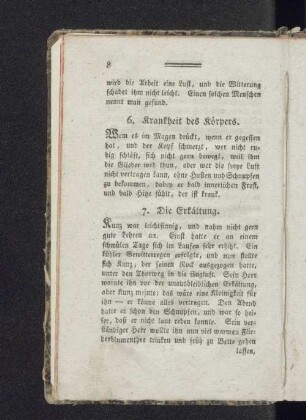 8
wird die Arbeit eine Lust, und die Witterung
schadet ihm nicht leicht. Einen solchen Menschen
nennt man gesund.
6. Krankheit des Körpers.
Wem es im Magen drückt, wenn er gegessen
hat, und der Kopf schmerzt, wer nicht ru-
hig schläft, sich nicht gern bewegt, weil ihm
die Glieder weh thun, oder wer die freye Luft
nicht vertragen kann, ohne Husten und Schnupfen
zu bekommen, dabey er bald innerlichen Frost,
und bald Hitze fühlt, der ist krank.
7. Die Erkältung.
Kunz war leichtsinnig, und nahm nicht gern
gute Lehren an. Einst hatte er an einem
schwülen Tage sich im Laufen sehr erhitzt. Ein
kühler Gewitterregen erfolgte, und nun stellte
sich Kunz, der seinen Rock ausgezogen hatte,
unter den Thorweg in die Zugluft. Sein Herr
warnte ihn vor der unausbleiblichen Erkältung,
aber Kunz meinte: das wäre eine Kleinigkeit für
ihn — er könne alles vertragen. Den Abend
hatte er schon den Schnupfen, und war so hei-
ser, daß er nicht laut reden konnte. Sein ver-
ständiger Herr wollte ihm nun viel warmen Flie-
derblumenthee trinken und früh zu Bette gehen
lassen,